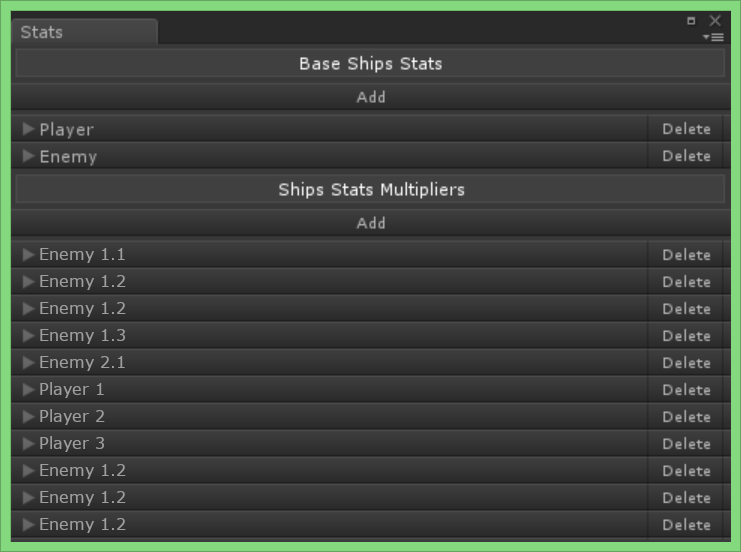 Stats
Base Ships Stats
Add
Player Delete
Enemy Delete
Ships Stats Multipliers
Add
Enemy 1.1 Delete
Enemy 1.2 Delete
Enemy 1.2 Delete
Enemy 1.3 Delete
Enemy 2.1 Delete
Player 1 Delete
Player 2 Delete
Player 3 Delete
Enemy 1.2 Delete
Enemy 1.2 Delete
Enemy 1.2 Delete